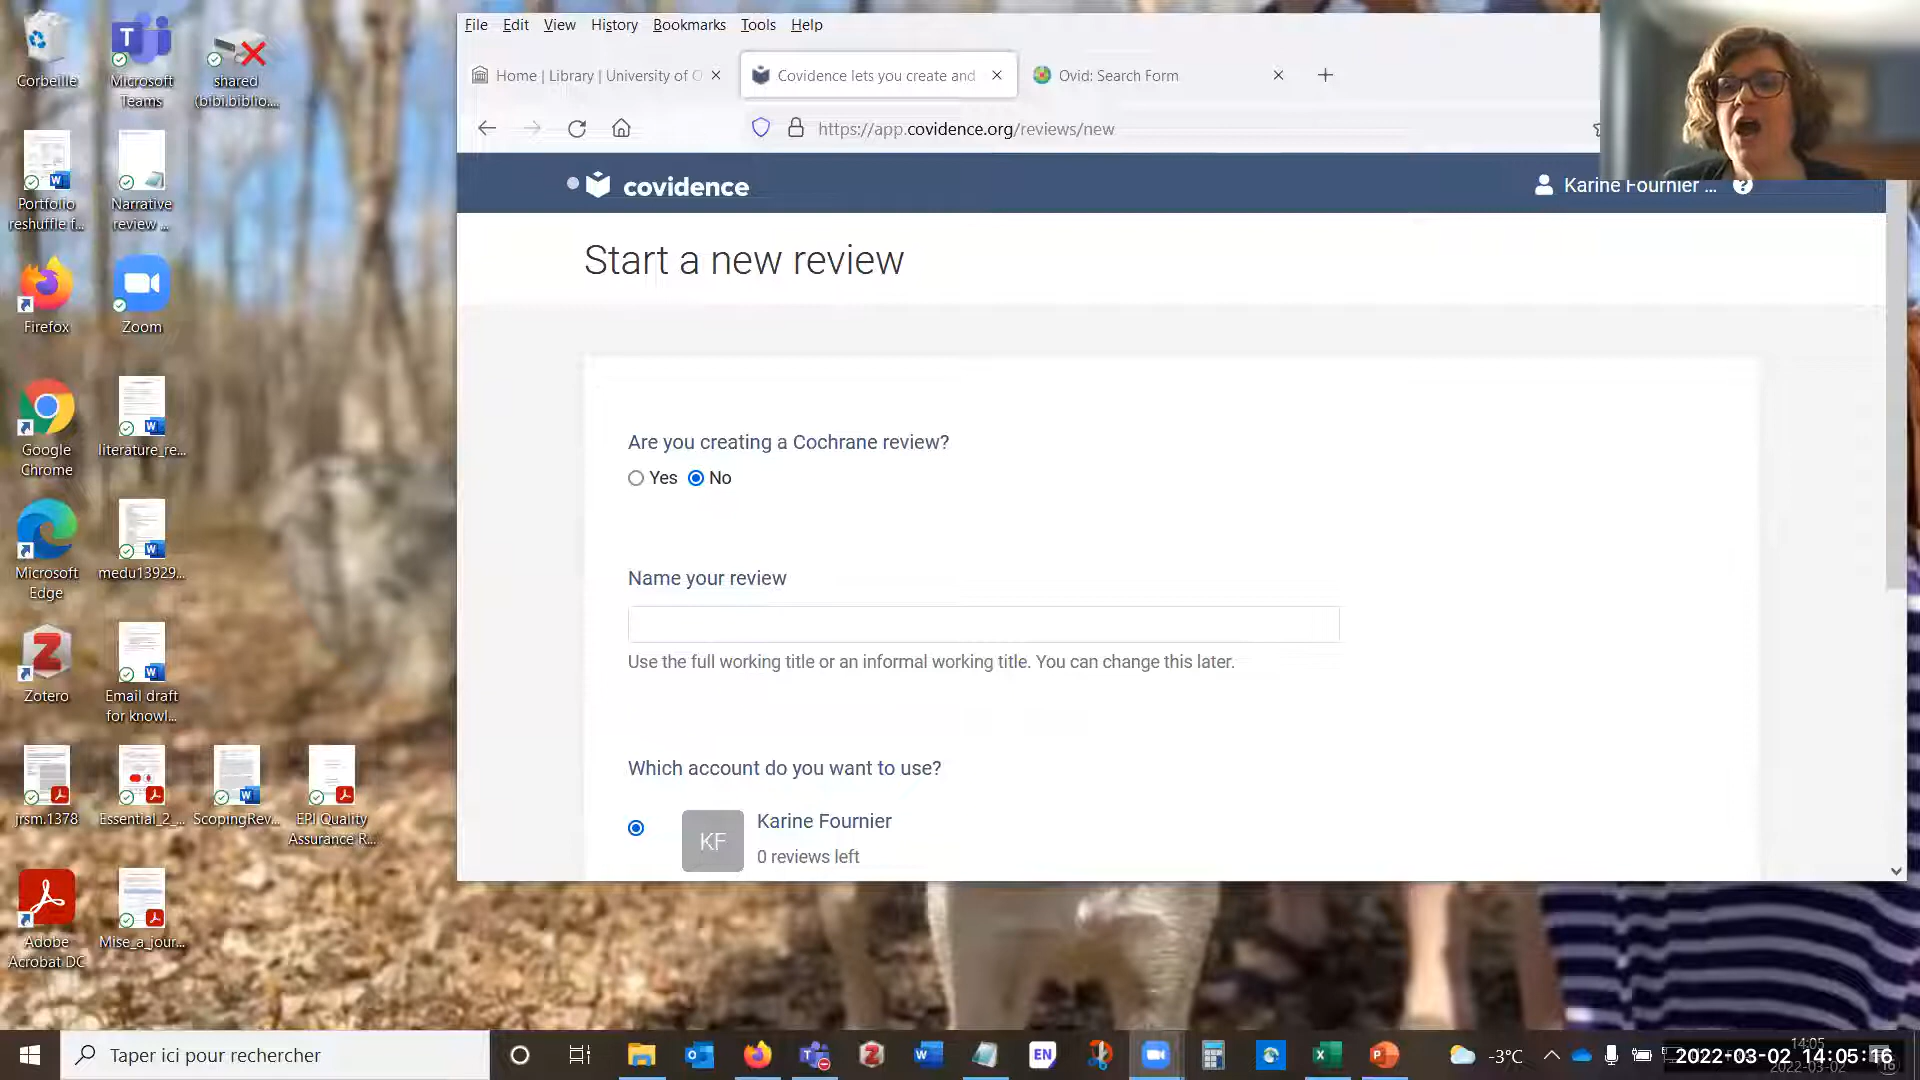 Corbeille
Microsoft
Teams
shared
(bibi.biblio....
Portfolio
reshuffle f...
Narrative
review ...
Firefox
Zoom
Google
Chrome
literature_re...
Microsoft
Edge
medu13929...
Zotero
Email draft
for knowl...
jrsm.1378
Essential_2_...
ScopingRev...
EPI Quality
Assurance R...
Adobe
Acrobat DC
Mise_a_jour...
File Edit View History Bookmarks Tools Help
Home | Library | University of O
Covidence lets you create and
Ovid: Search Form
https://app.covidence.org/reviews/new
covidence
Karine Fournier ...
Start a new review
Are you creating a Cochrane review?
Yes No
Name your review
Use the full working title or an informal working title. You can change this later.
Which account do you want to use?
KF
Karine Fournier
0 reviews left
Taper ici pour rechercher
EN
-3°C
14:05
2022-03-02 14:05:16
2022-03-02
16